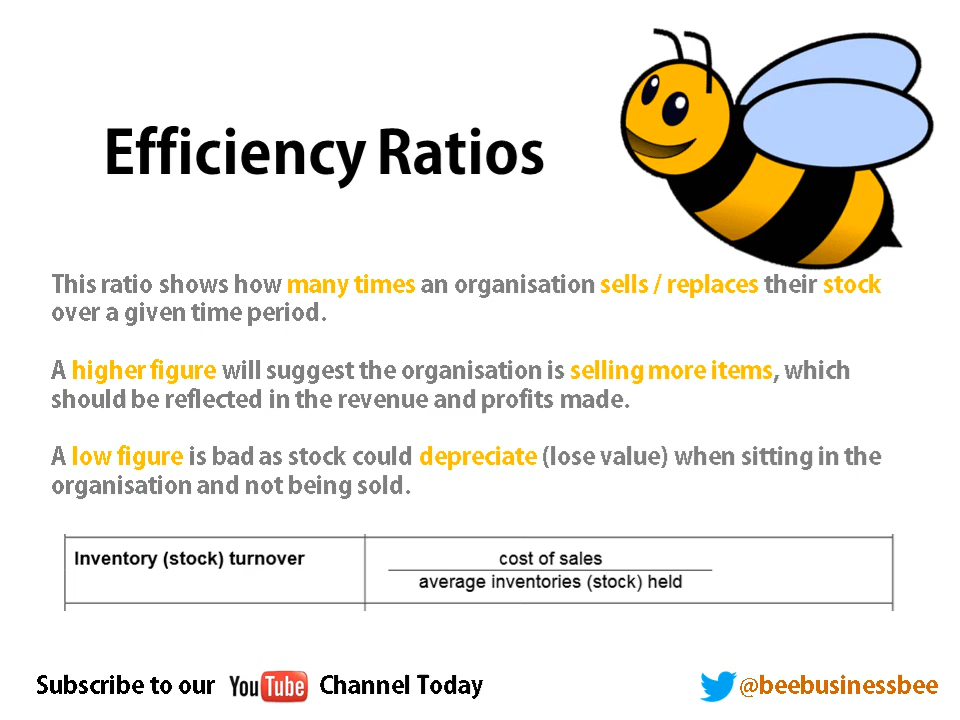 Efficiency Ratios
This ratio shows how many times an organisation sells / replaces their stock
over a given time period.
A higher figure will suggest the organisation is selling more items, which
should be reflected in the revenue and profits made.
A low figure is bad as stock could depreciate (lose value) when sitting in the
organisation and not being sold.
Inventory (stock) turnover
cost of sales
average inventories (stock) held
Subscribe to our YouTube Channel Today
@beebusinessbee